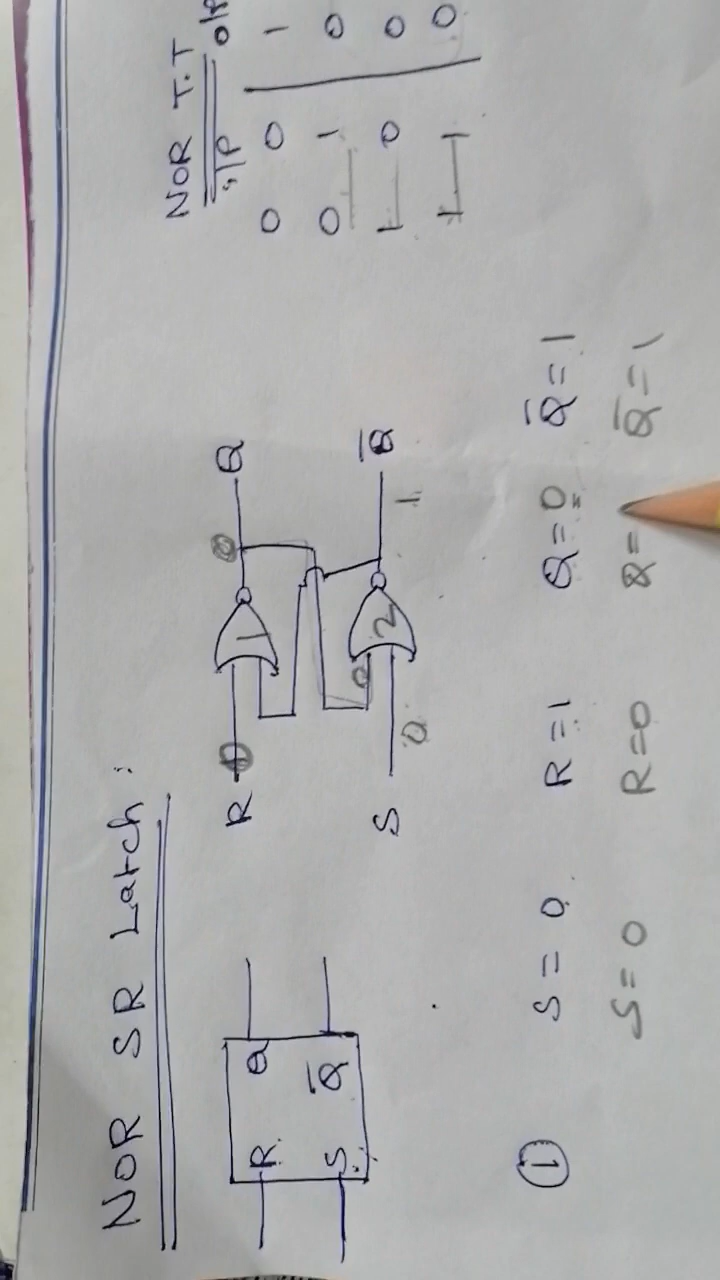 NOR SR Latch:
NOR T.T
i/P o/P
0 0 1
0 1 0
1 0 0
1 1 0
R Q
S Q̅
R 1 0 Q
0
S 0 2 1 Q̅
① S = 0 R = 1 Q = 0 Q̅ = 1
S = 0 R = 0 Q = Q̅ = 1